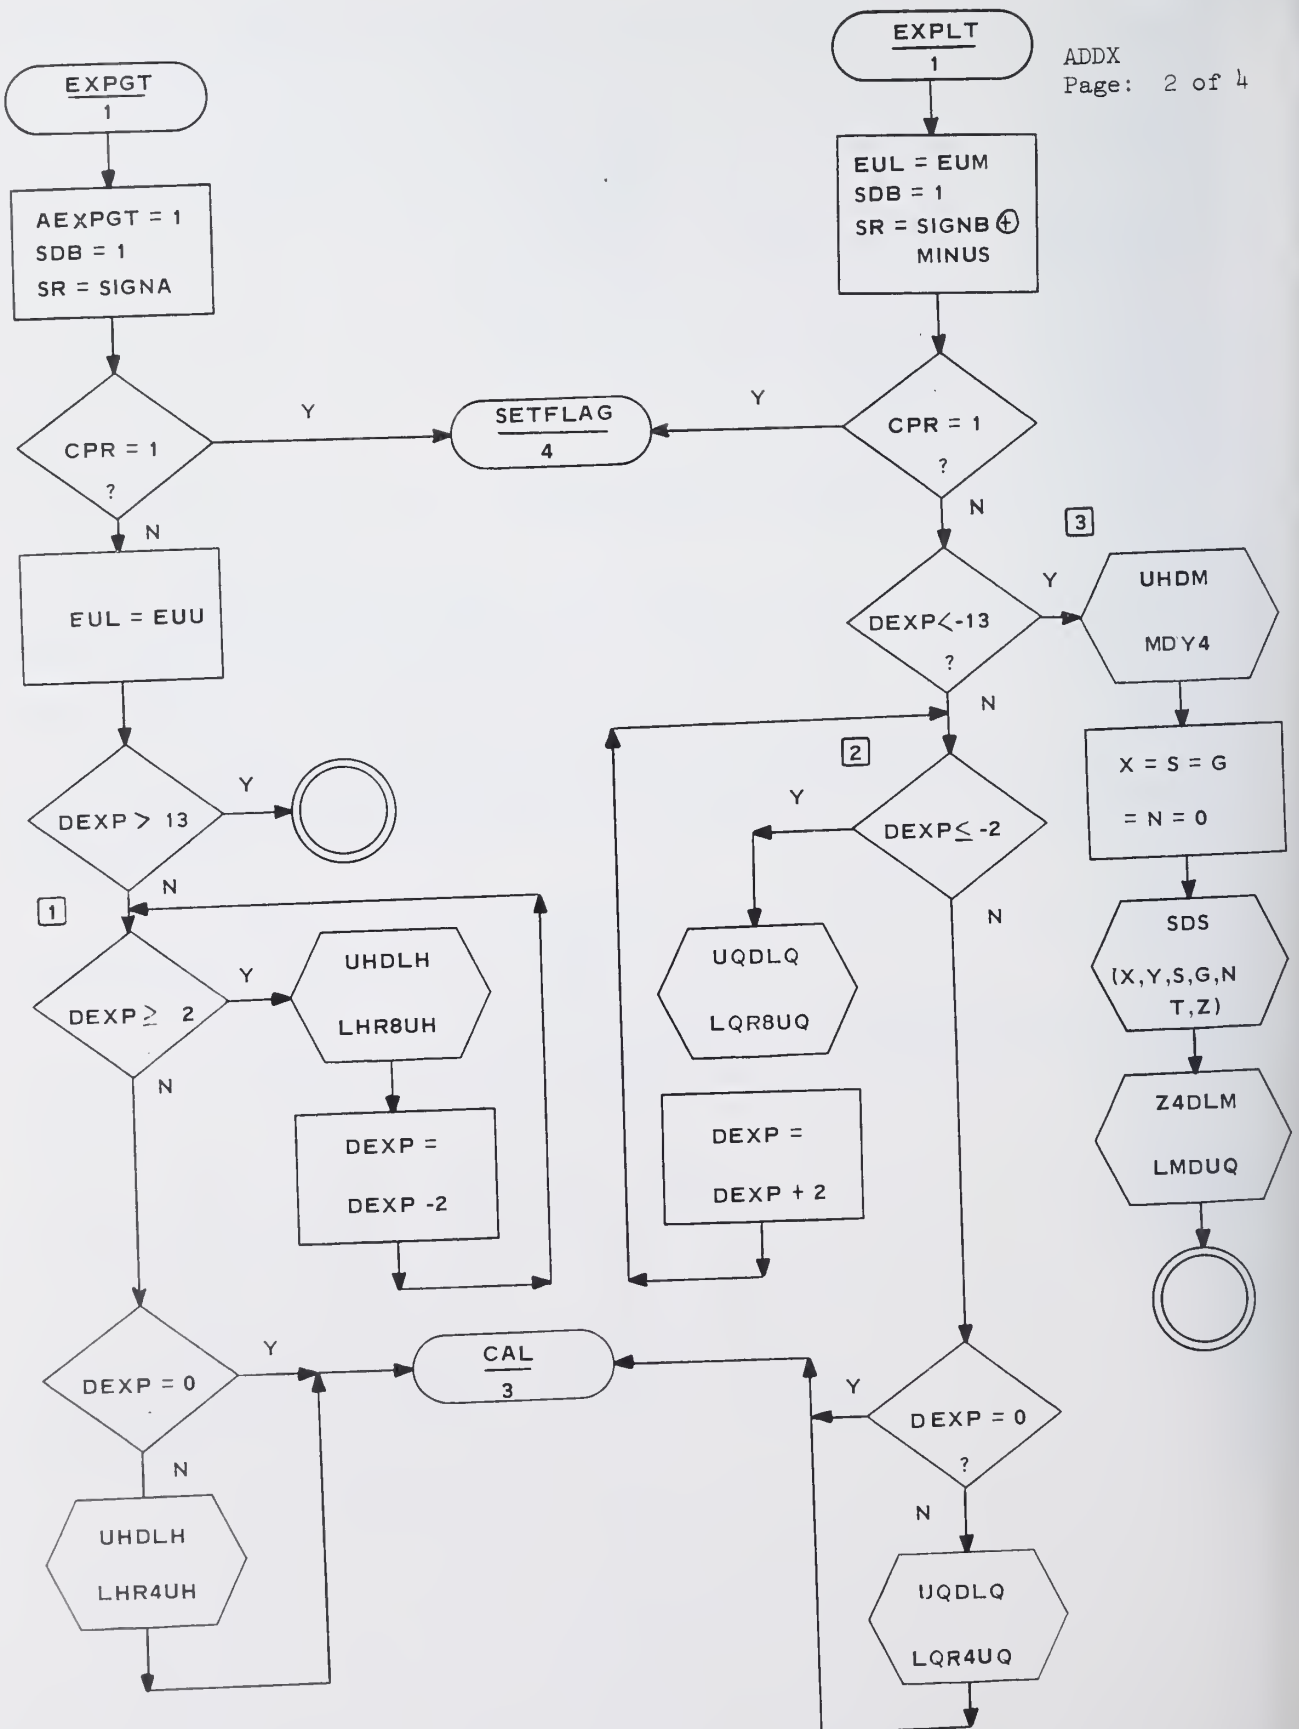 ADDX
Page: 2 of 4
EXPGT
1
AEXPGT = 1
SDB = 1
SR = SIGNA
CPR = 1
?
Y
N
EUL = EUU
DEXP > 13
Y
N
1
DEXP ≥ 2
Y
N
UHDLH
LHR8UH
DEXP =
DEXP -2
DEXP = 0
Y
N
UHDLH
LHR4UH
SETFLAG
4
CAL
3
EXPLT
1
EUL = EUM
SDB = 1
SR = SIGNB ⊕
MINUS
CPR = 1
?
Y
N
DEXP<-13
?
Y
N
3
UHDM
MDY4
X = S = G
= N = 0
SDS
(X,Y,S,G,N
T,Z)
Z4DLM
LMDUQ
2
DEXP ≤ -2
Y
N
UQDLQ
LQR8UQ
DEXP =
DEXP + 2
DEXP = 0
?
Y
N
UQDLQ
LQR4UQ